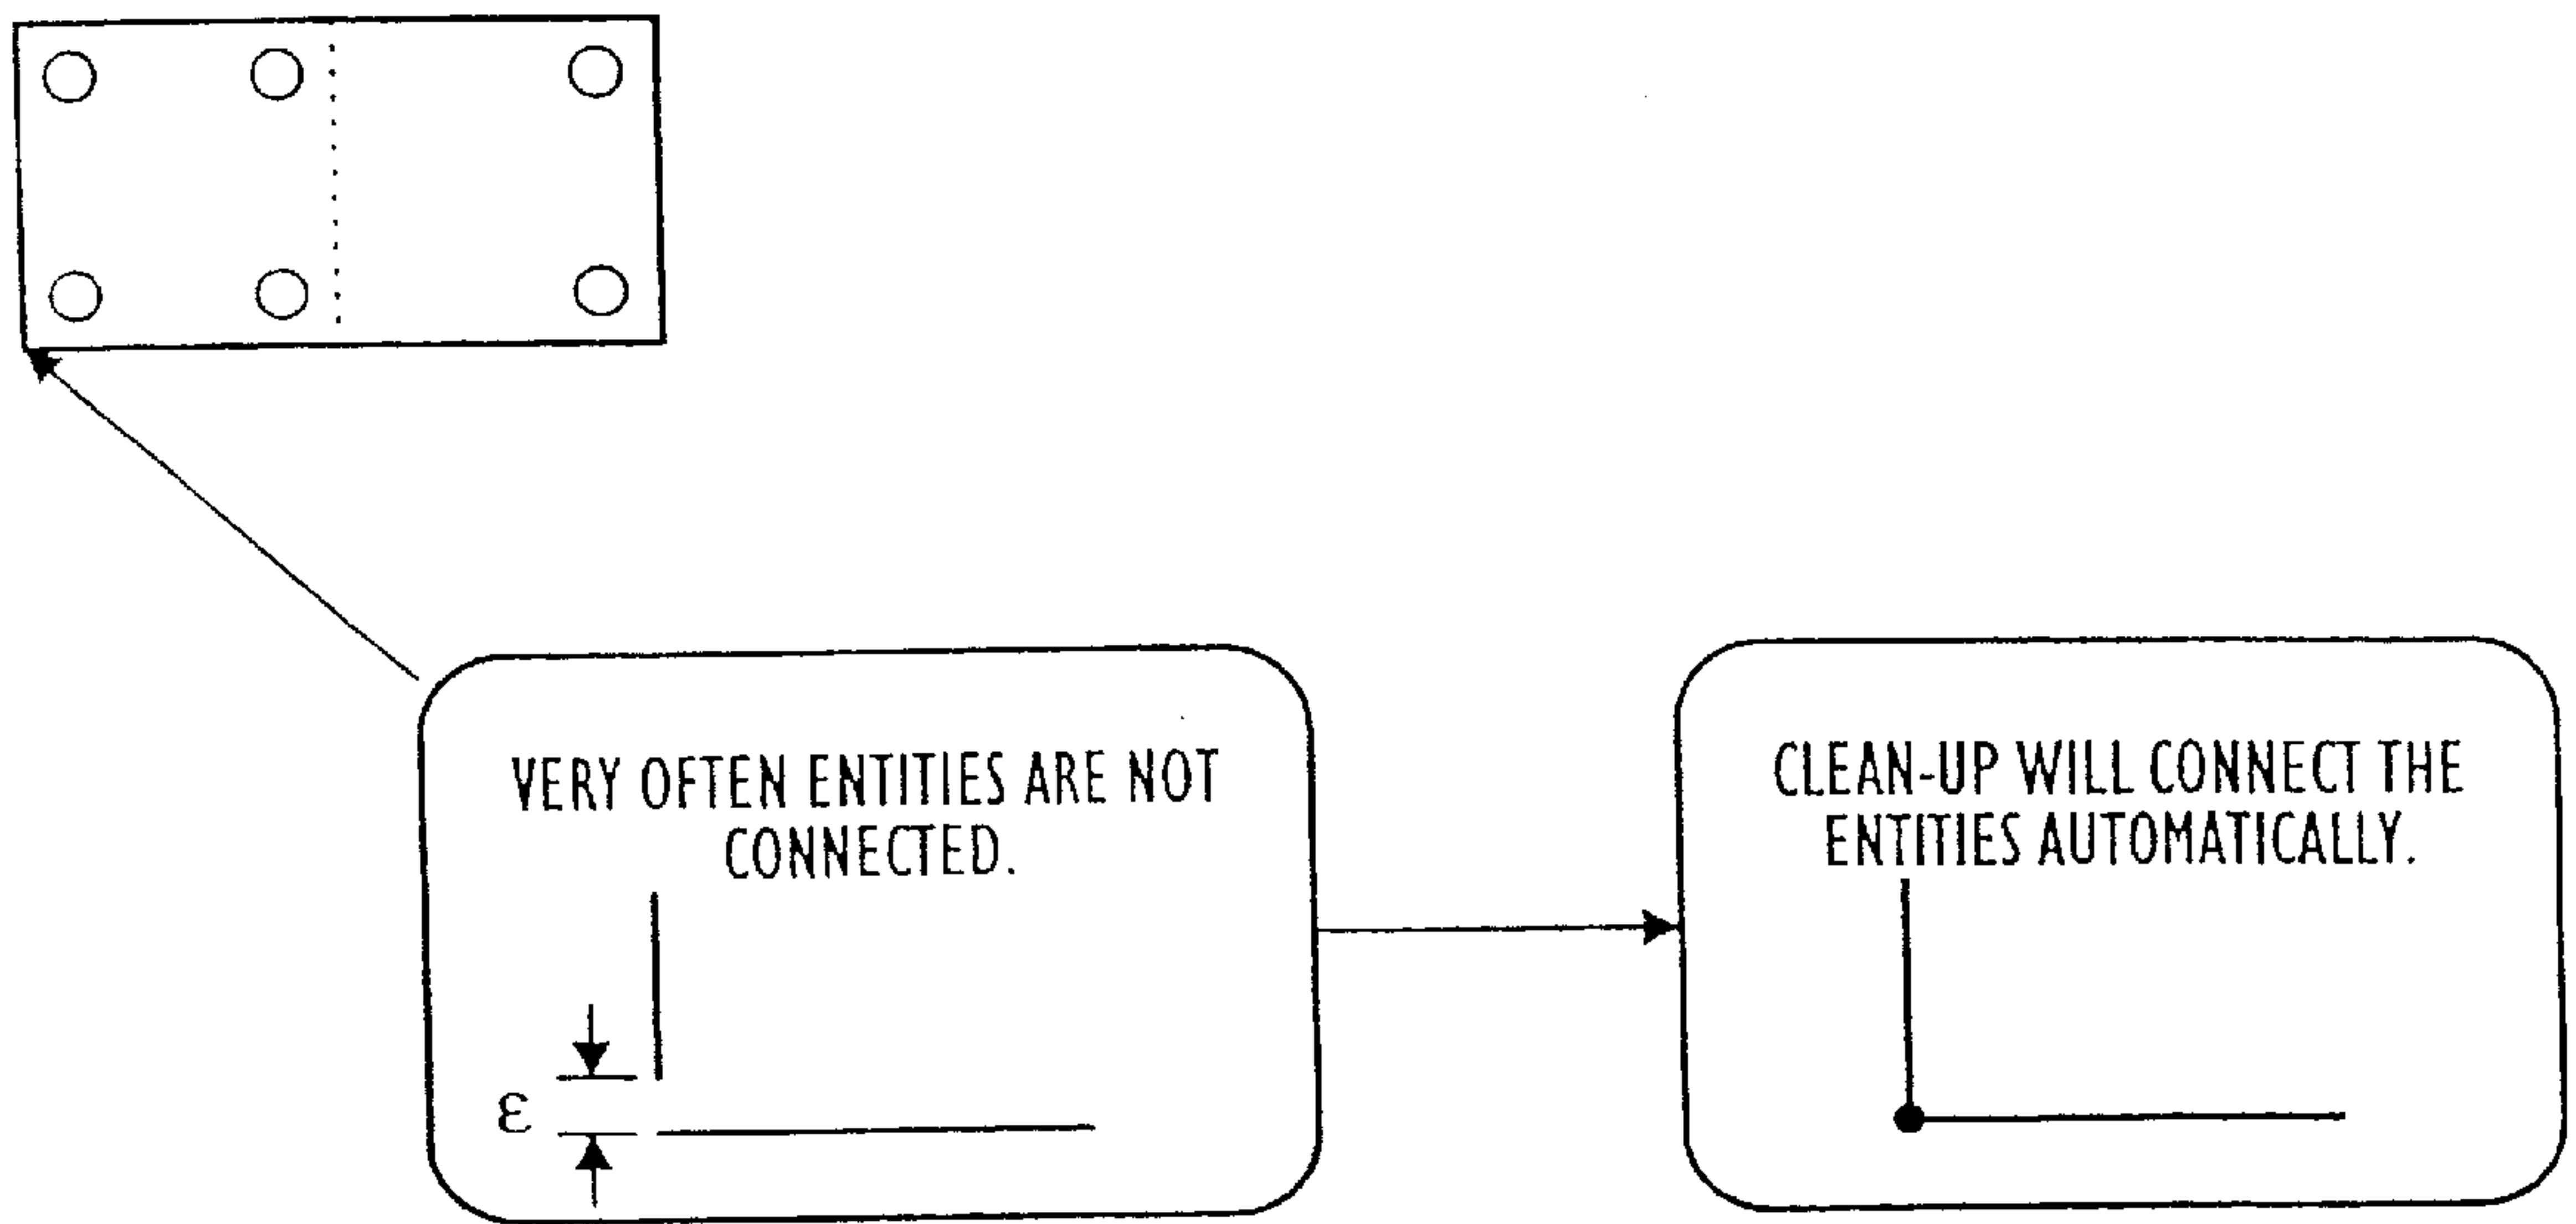 VERY OFTEN ENTITIES ARE NOT
CONNECTED.
ε
CLEAN-UP WILL CONNECT THE
ENTITIES AUTOMATICALLY.